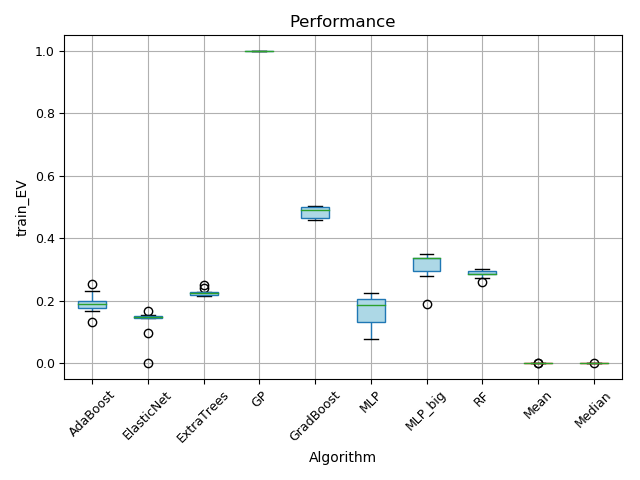 Performance
train_EV
1.0
0.8
0.6
0.4
0.2
0.0
AdaBoost
ElasticNet
ExtraTrees
GP
GradBoost
MLP
MLP_big
RF
Mean
Median
Algorithm